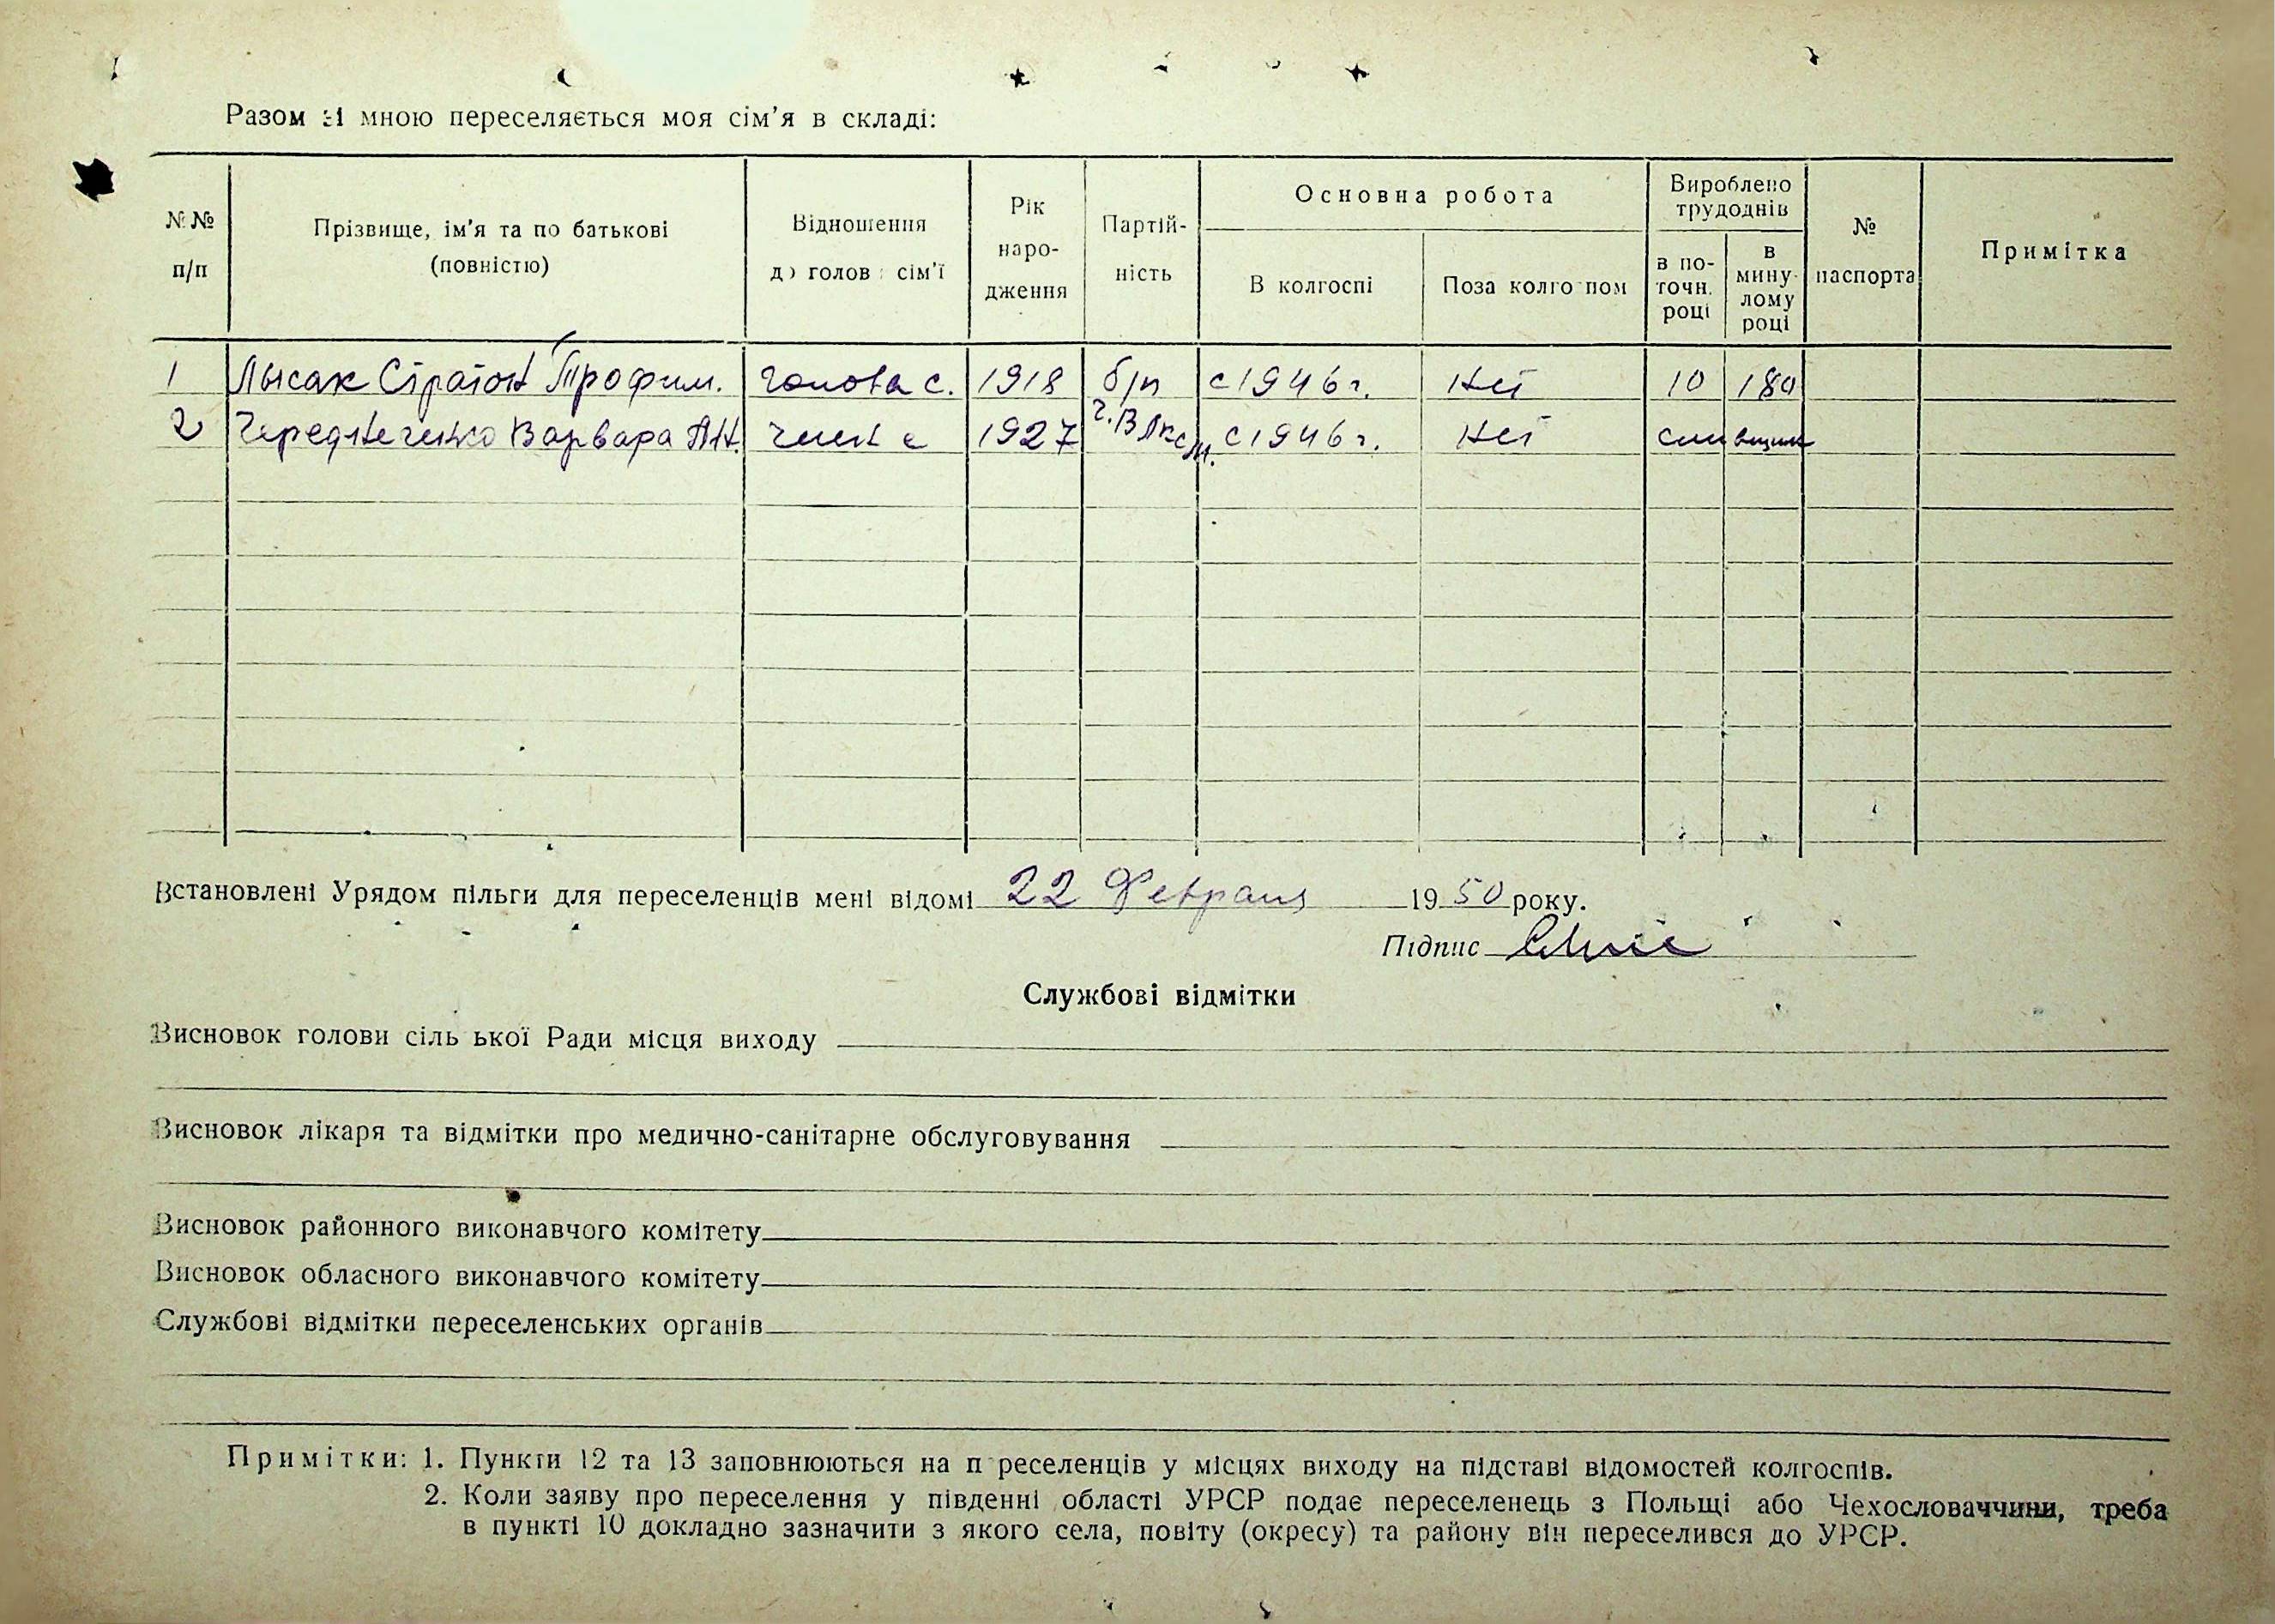 Разом зі мною переселяється моя сім'я в складі:
№№ п/п
Прізвище, ім'я та по батькові (повністю)
Відношення до голови сім'ї
Рік народження
Партійність
Основна робота
В колгоспі
Поза колгоспом
Вироблено трудоднів
в поточн. році
в минулому році
№ паспорта
Примітка
1 Лысак Стратон Трофим. голова с. 1918 б/п с 1946 г. Нет 10 180
2 Чередниченко Варвара Ан. член с 1927 ч. ВЛКСМ. с 1946 г. Нет
Встановлені Урядом пільги для переселенців мені відомі 22 Февраля 1950 року.
Підпис
Службові відмітки
Висновок голови сільської Ради місця виходу
Висновок лікаря та відмітки про медично-санітарне обслуговування
Висновок районного виконавчого комітету
Висновок обласного виконавчого комітету
Службові відмітки переселенських органів
Примітки: 1. Пункти 12 та 13 заповнюються на переселенців у місцях виходу на підставі відомостей колгоспів.
2. Коли заяву про переселення у південні області УРСР подає переселенець з Польщі або Чехословаччини, треба
в пункті 10 докладно зазначити з якого села, повіту (окресу) та району він переселився до УРСР.